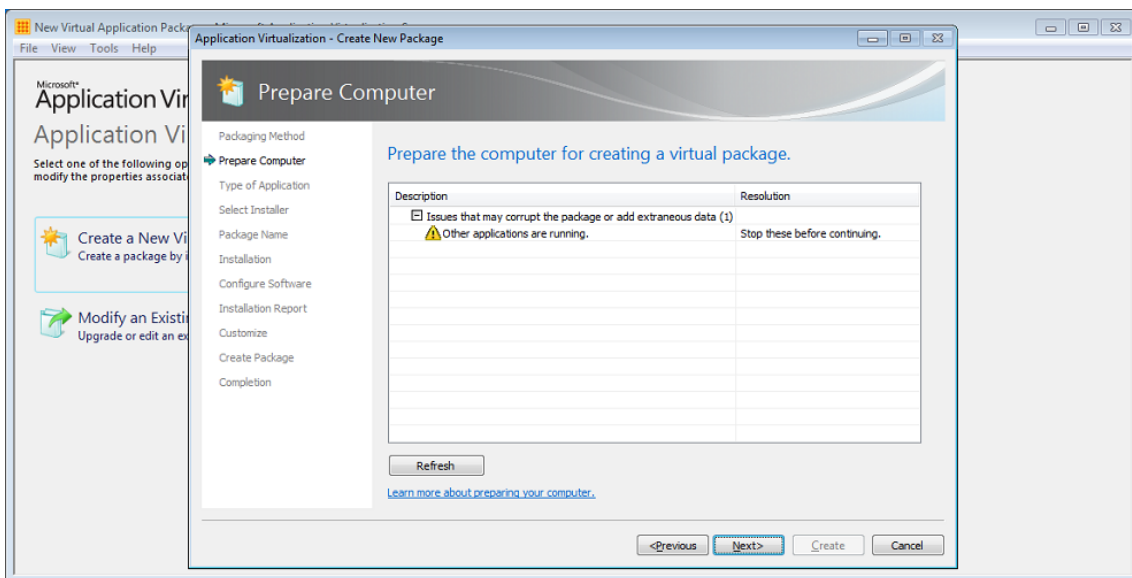 New Virtual Application Packa
File View Tools Help
Microsoft*
Application Vir
Application Vi
Select one of the following op
modify the properties associat
Create a New Vi
Create a package by i
Modify an Existi
Upgrade or edit an ex
Application Virtualization - Create New Package
Prepare Computer
Packaging Method
Prepare Computer
Type of Application
Select Installer
Package Name
Installation
Configure Software
Installation Report
Customize
Create Package
Completion
Prepare the computer for creating a virtual package.
Description Resolution
Issues that may corrupt the package or add extraneous data (1)
Other applications are running. Stop these before continuing.
Refresh
Learn more about preparing your computer.
<Previous Next> Create Cancel